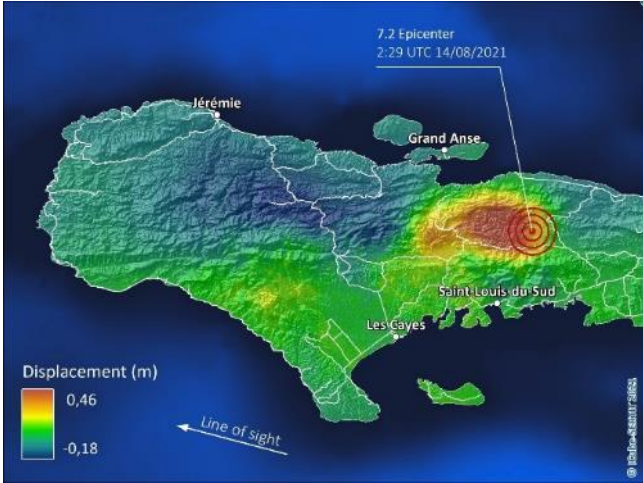 7.2 Epicenter
2:29 UTC 14/08/2021
Jérémie
Grand Anse
Saint-Louis-du-Sud
Les Cayes
Displacement (m)
0,46
-0,18
Line of sight